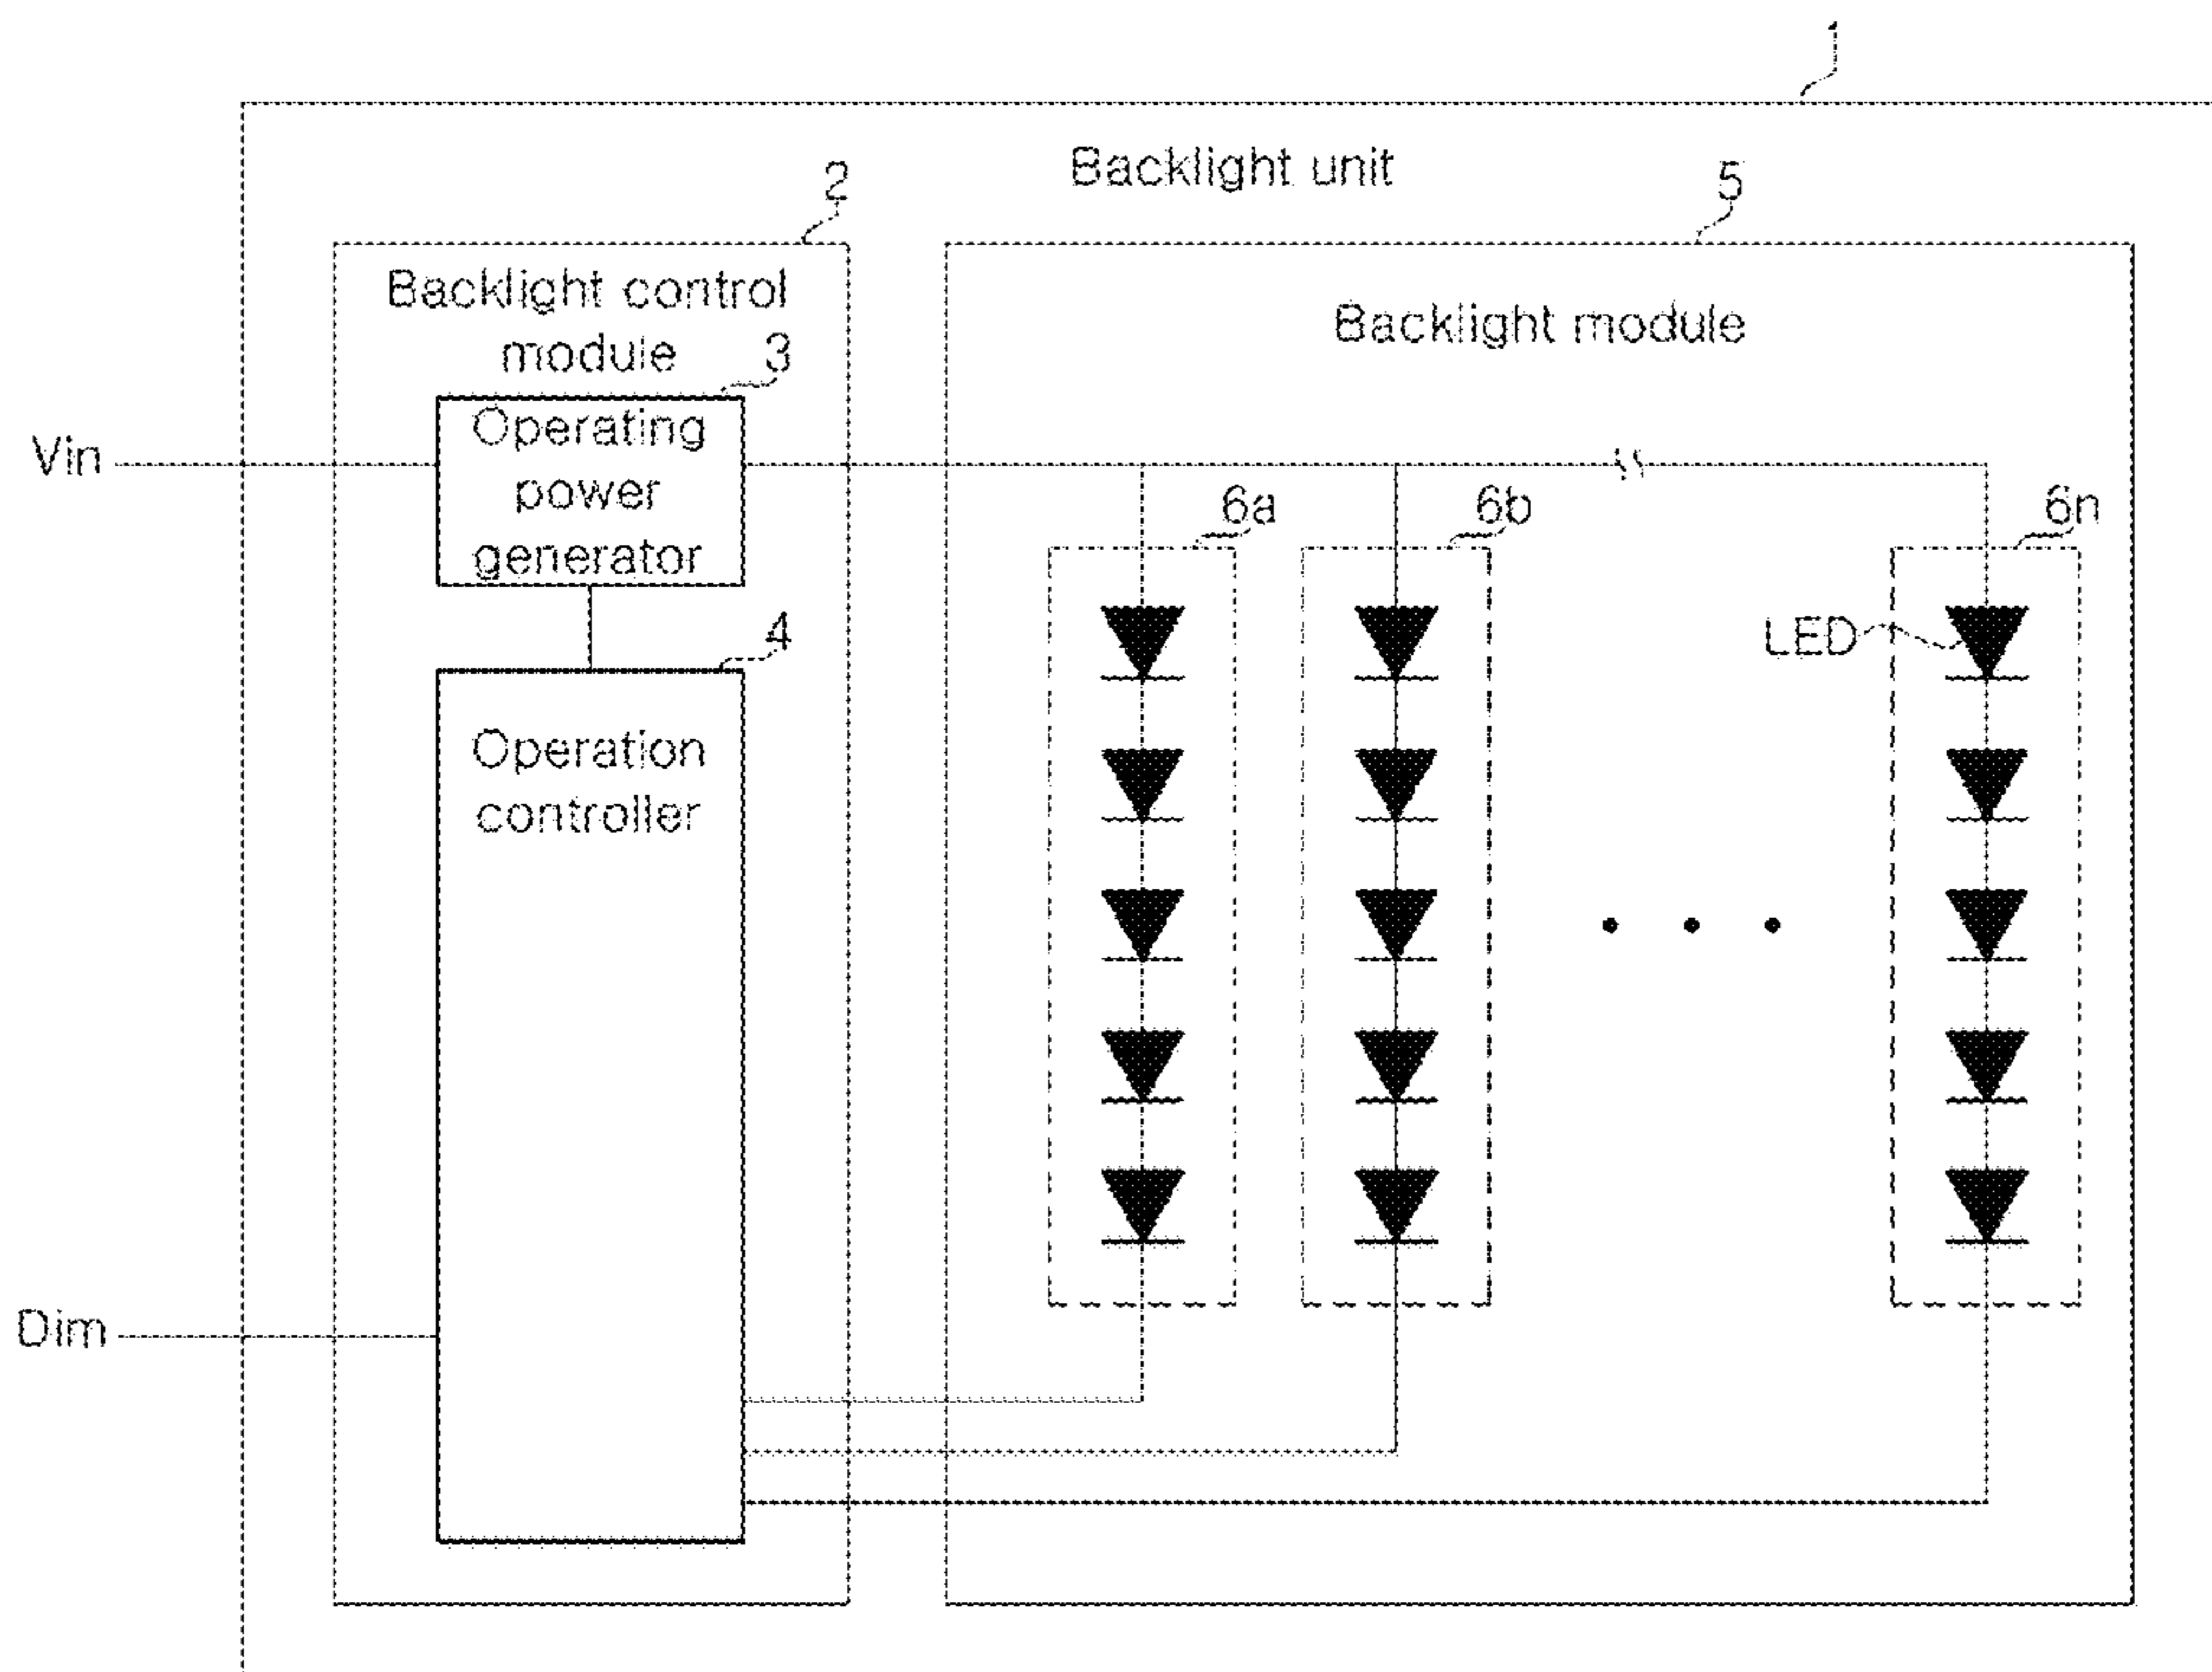 1
Backlight unit
2
5
Backlight control
module
Backlight module
3
Operating
power
generator
Vin
6a
6b
6n
4
LED
Operation
controller
Dim